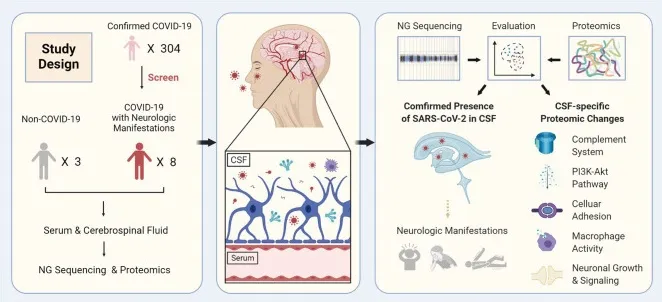 Study
Design
Confirmed COVID-19
X 304
Screen
Non-COVID-19
COVID-19
with Neurologic
Manifestations
X 3
X 8
Serum & Cerebrospinal Fluid
NG Sequencing & Proteomics
CSF
Serum
NG Sequencing
Evaluation
Proteomics
Comfirmed Presence
of SARS-CoV-2 in CSF
Neurologic Manifestations
CSF-specific
Proteomic Changes
Complement
System
PI3K-Akt
Pathway
Celluar
Adhesion
Macrophage
Activity
Neuronal Growth
& Signaling